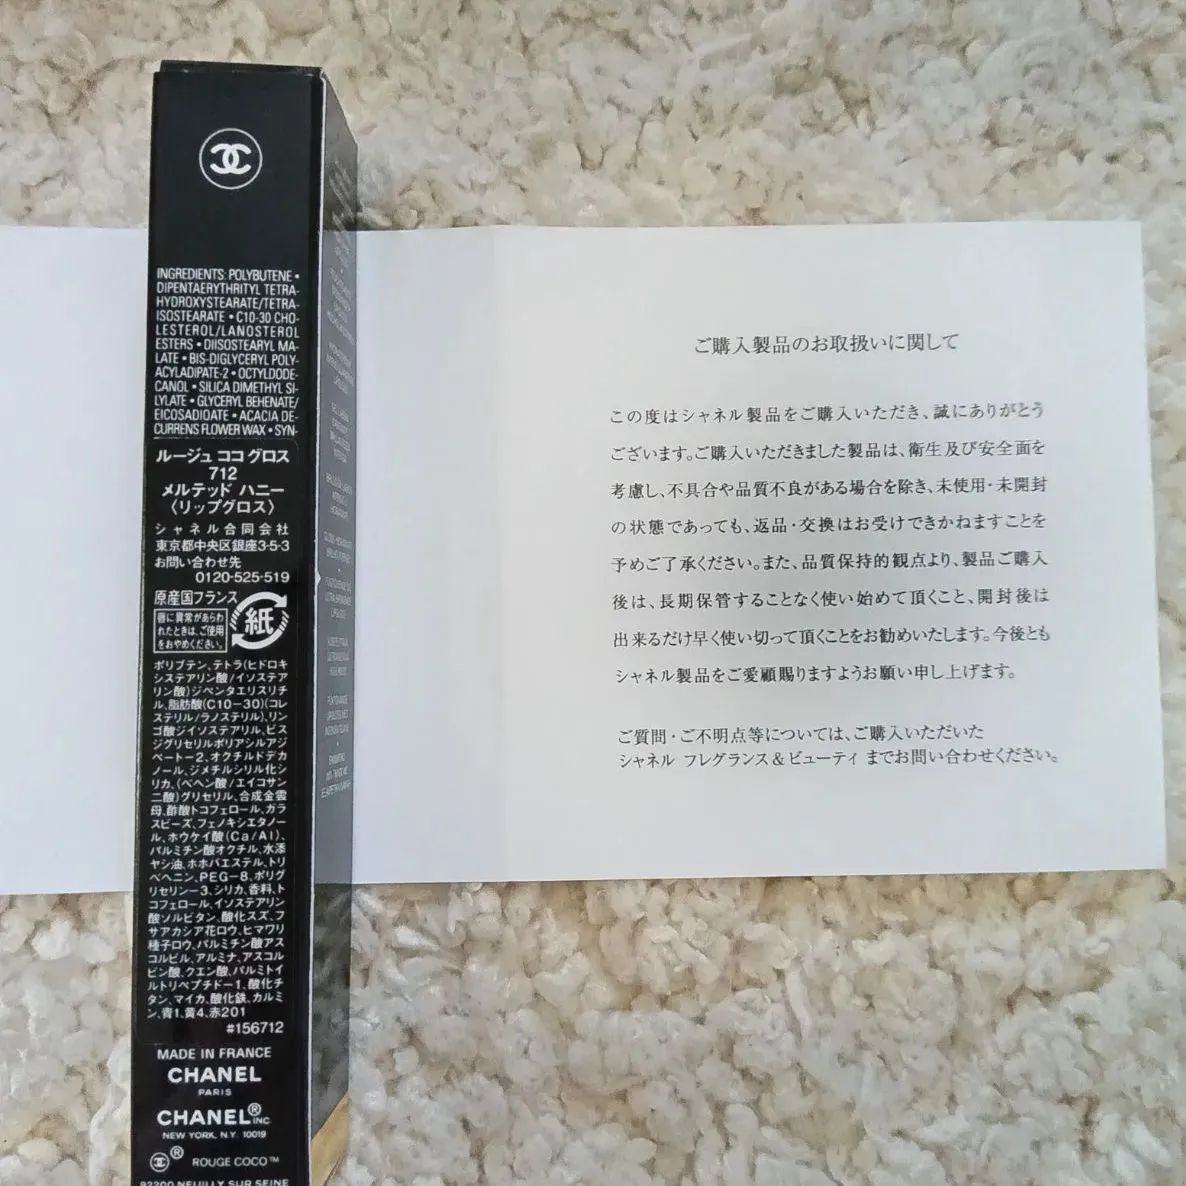 INGREDIENTS: POLYBUTENE •
DIPENTAERYTHRITYL TETRA-
HYDROXYSTEARATE/TETRA-
ISOSTEARATE • C10-30 CHO-
LESTEROL/LANOSTEROL
ESTERS • DIISOSTEARYL MA-
LATE • BIS-DIGLYCERYL POLY-
ACYLADIPATE-2 • OCTYLDODE-
CANOL • SILICA DIMETHYL SI-
LYLATE • GLYCERYL BEHENATE/
EICOSADIOATE • ACACIA DE-
CURRENS FLOWER WAX • SYN-
ルージュ ココ グロス
712
メルテッド ハニー
(リップグロス)
シャネル合同会社
東京都中央区銀座3-5-3
お問い合わせ先
0120-525-519
原産国フランス
唇に異常があらわ
れたときは、ご使用
をおやめください。
紙
ポリブテン、テトラ(ヒドロキ
システアリン酸/イソステア
リン酸)ジペンタエリスリチ
ル、脂肪酸(C10-30)(コレ
ステリル/ラノステリル)、リン
ゴ酸ジイソステアリル、ビス
ジグリセリルポリアシルアジ
ペート-2、オクチルドデカ
ノール、ジメチルシリル化シ
リカ、(ベヘン酸/エイコサン
二酸)グリセリル、合成金雲
母、酢酸トコフェロール、ガラ
スビーズ、フェノキシエタノー
ル、ホウケイ酸(Ca/Al)、
パルミチン酸オクチル、水添
ヤシ油、ホホバエステル、トリ
ベヘニン、PEG-8、ポリグ
リセリン-3、シリカ、香料、ト
コフェロール、イソステアリン
酸ソルビタン、酸化スズ、フ
サアカシア花ロウ、ヒマワリ
種子ロウ、パルミチン酸アス
コルビル、アルミナ、アスコル
ビン酸、クエン酸、パルミトイ
ルトリペプチド-1、酸化チ
タン、マイカ、酸化鉄、カルミ
ン、青1、黄4、赤201
#156712
MADE IN FRANCE
CHANEL
PARIS
CHANEL® INC
NEW YORK, N.Y. 10019
® ROUGE COCO™
92200 NEUILLY SUR SEINE
ご購入製品のお取扱いに関して
この度はシャネル製品をご購入いただき、誠にありがとう
ございます。ご購入いただきました製品は、衛生及び安全面を
考慮し、不具合や品質不良がある場合を除き、未使用・未開封
の状態であっても、返品・交換はお受けできかねますことを
予めご了承ください。また、品質保持的観点より、製品ご購入
後は、長期保管することなく使い始めて頂くこと、開封後は
出来るだけ早く使い切って頂くことをお勧めいたします。今後とも
シャネル製品をご愛顧賜りますようお願い申し上げます。
ご質問・ご不明点等については、ご購入いただいた
シャネル フレグランス&ビューティ までお問い合わせください。